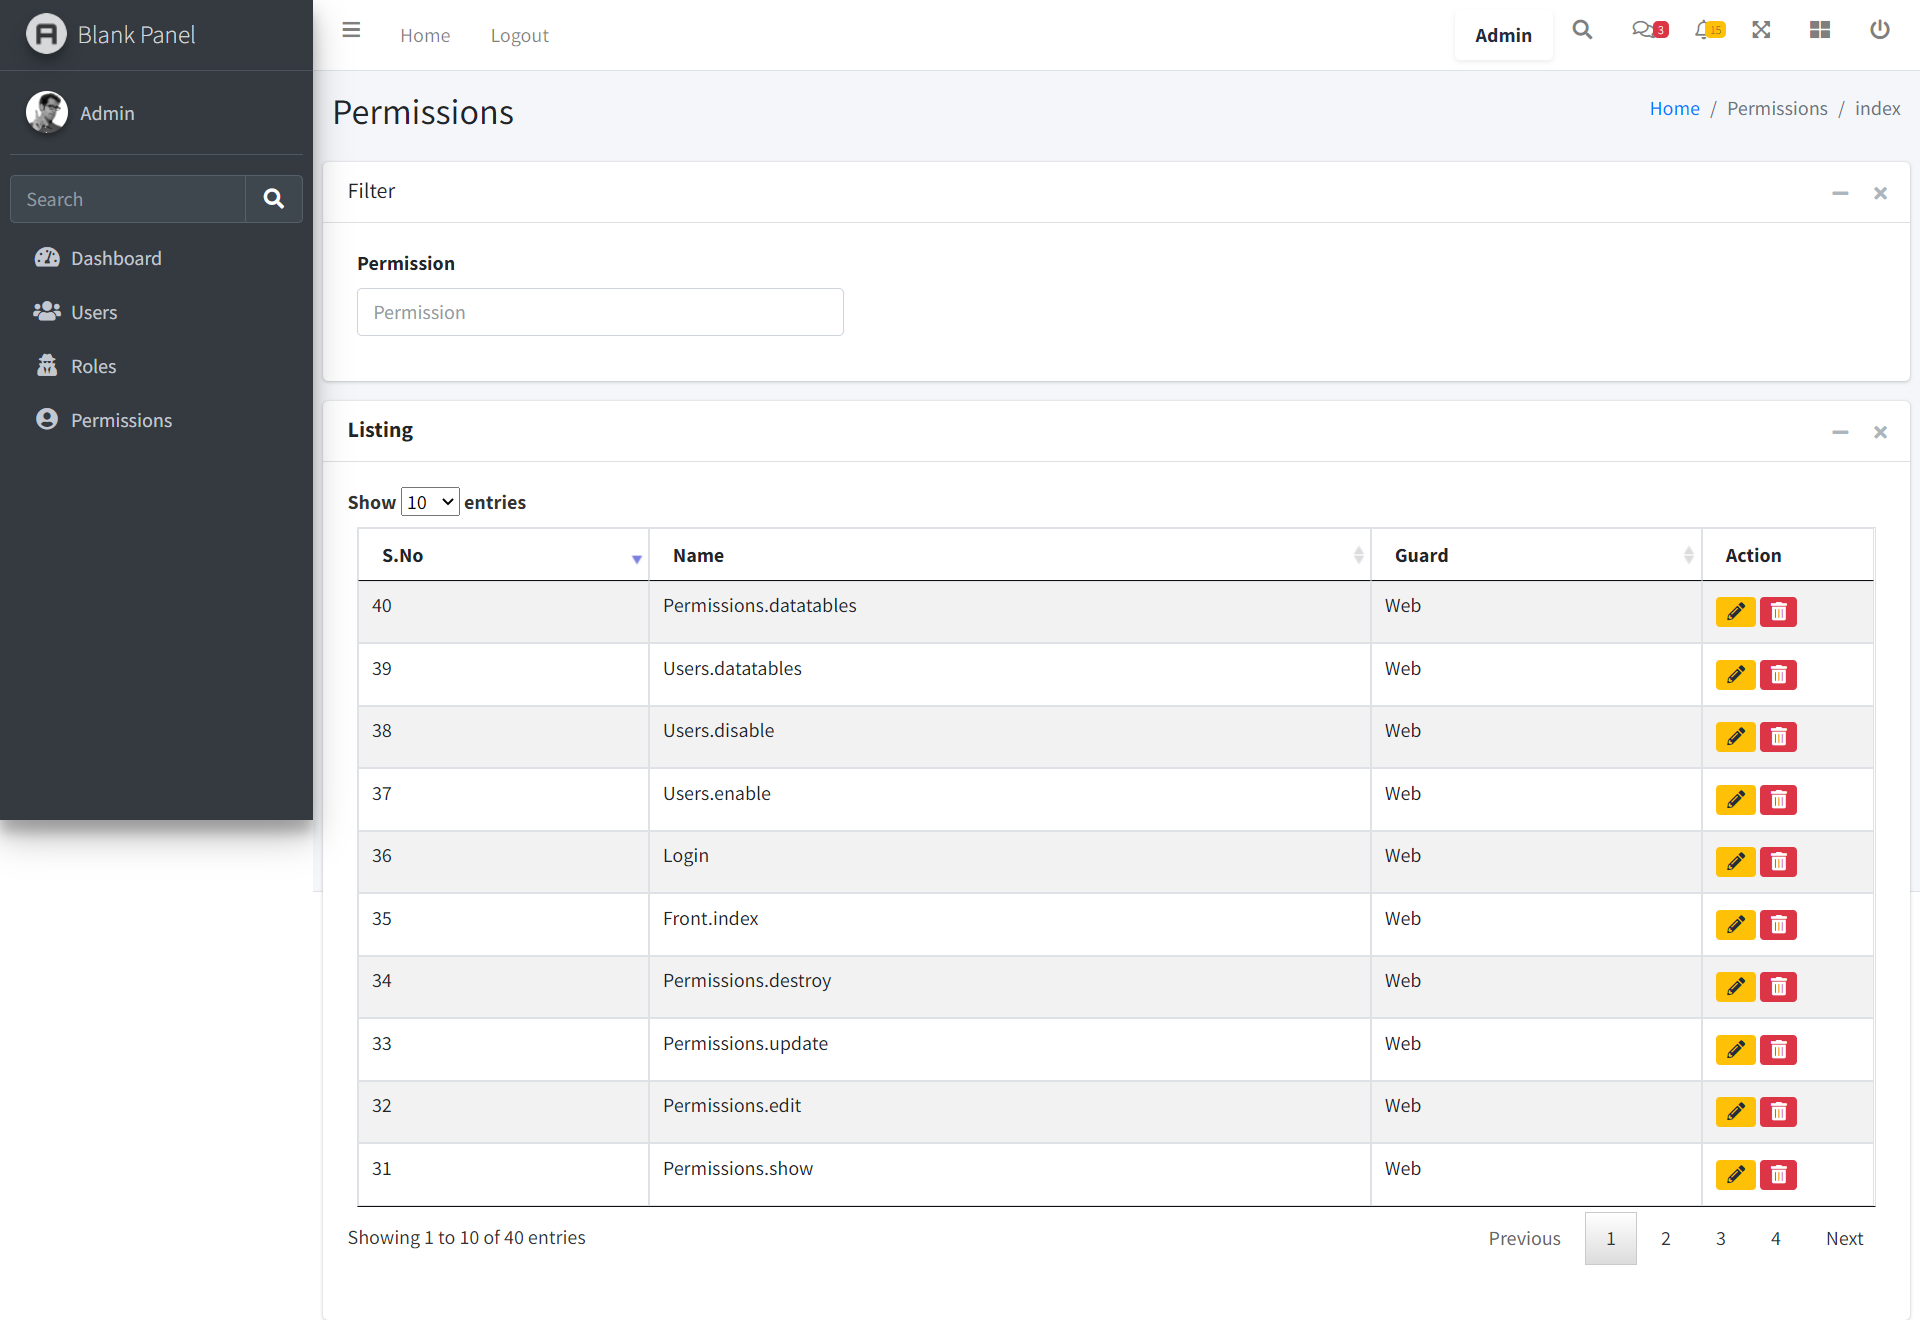 Blank Panel
Home
Logout
Admin
3
15
Admin
Search
Dashboard
Users
Roles
Permissions
Permissions
Home / Permissions / index
Filter
Permission
Permission
Listing
Show 10 entries
S.No Name Guard Action
40 Permissions.datatables Web
39 Users.datatables Web
38 Users.disable Web
37 Users.enable Web
36 Login Web
35 Front.index Web
34 Permissions.destroy Web
33 Permissions.update Web
32 Permissions.edit Web
31 Permissions.show Web
Showing 1 to 10 of 40 entries
Previous 1 2 3 4 Next